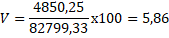 V = 4850,25 / 82799,33 x100 = 5,86